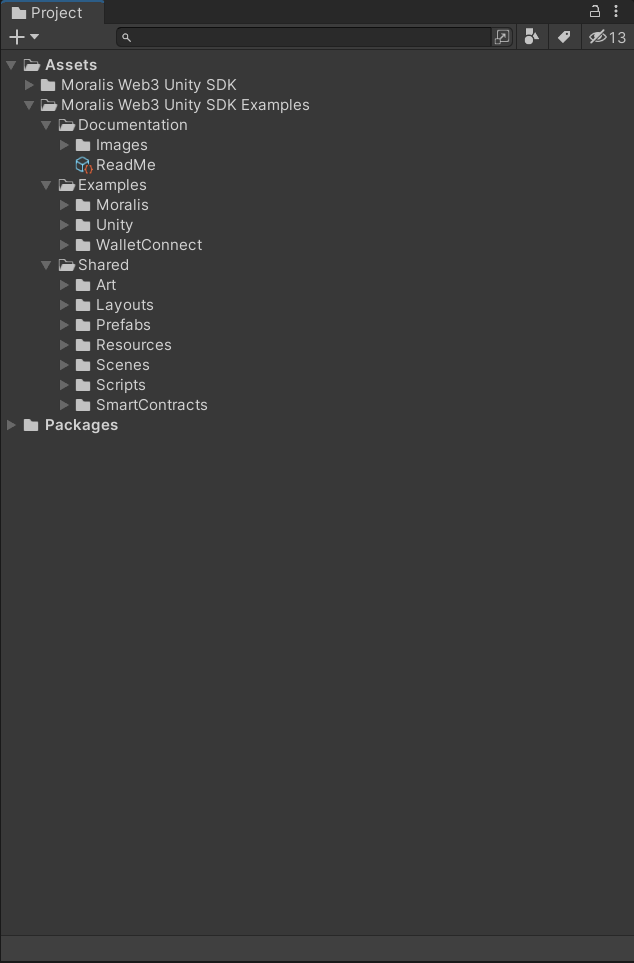 Project
13
Assets
Moralis Web3 Unity SDK
Moralis Web3 Unity SDK Examples
Documentation
Images
ReadMe
Examples
Moralis
Unity
WalletConnect
Shared
Art
Layouts
Prefabs
Resources
Scenes
Scripts
SmartContracts
Packages